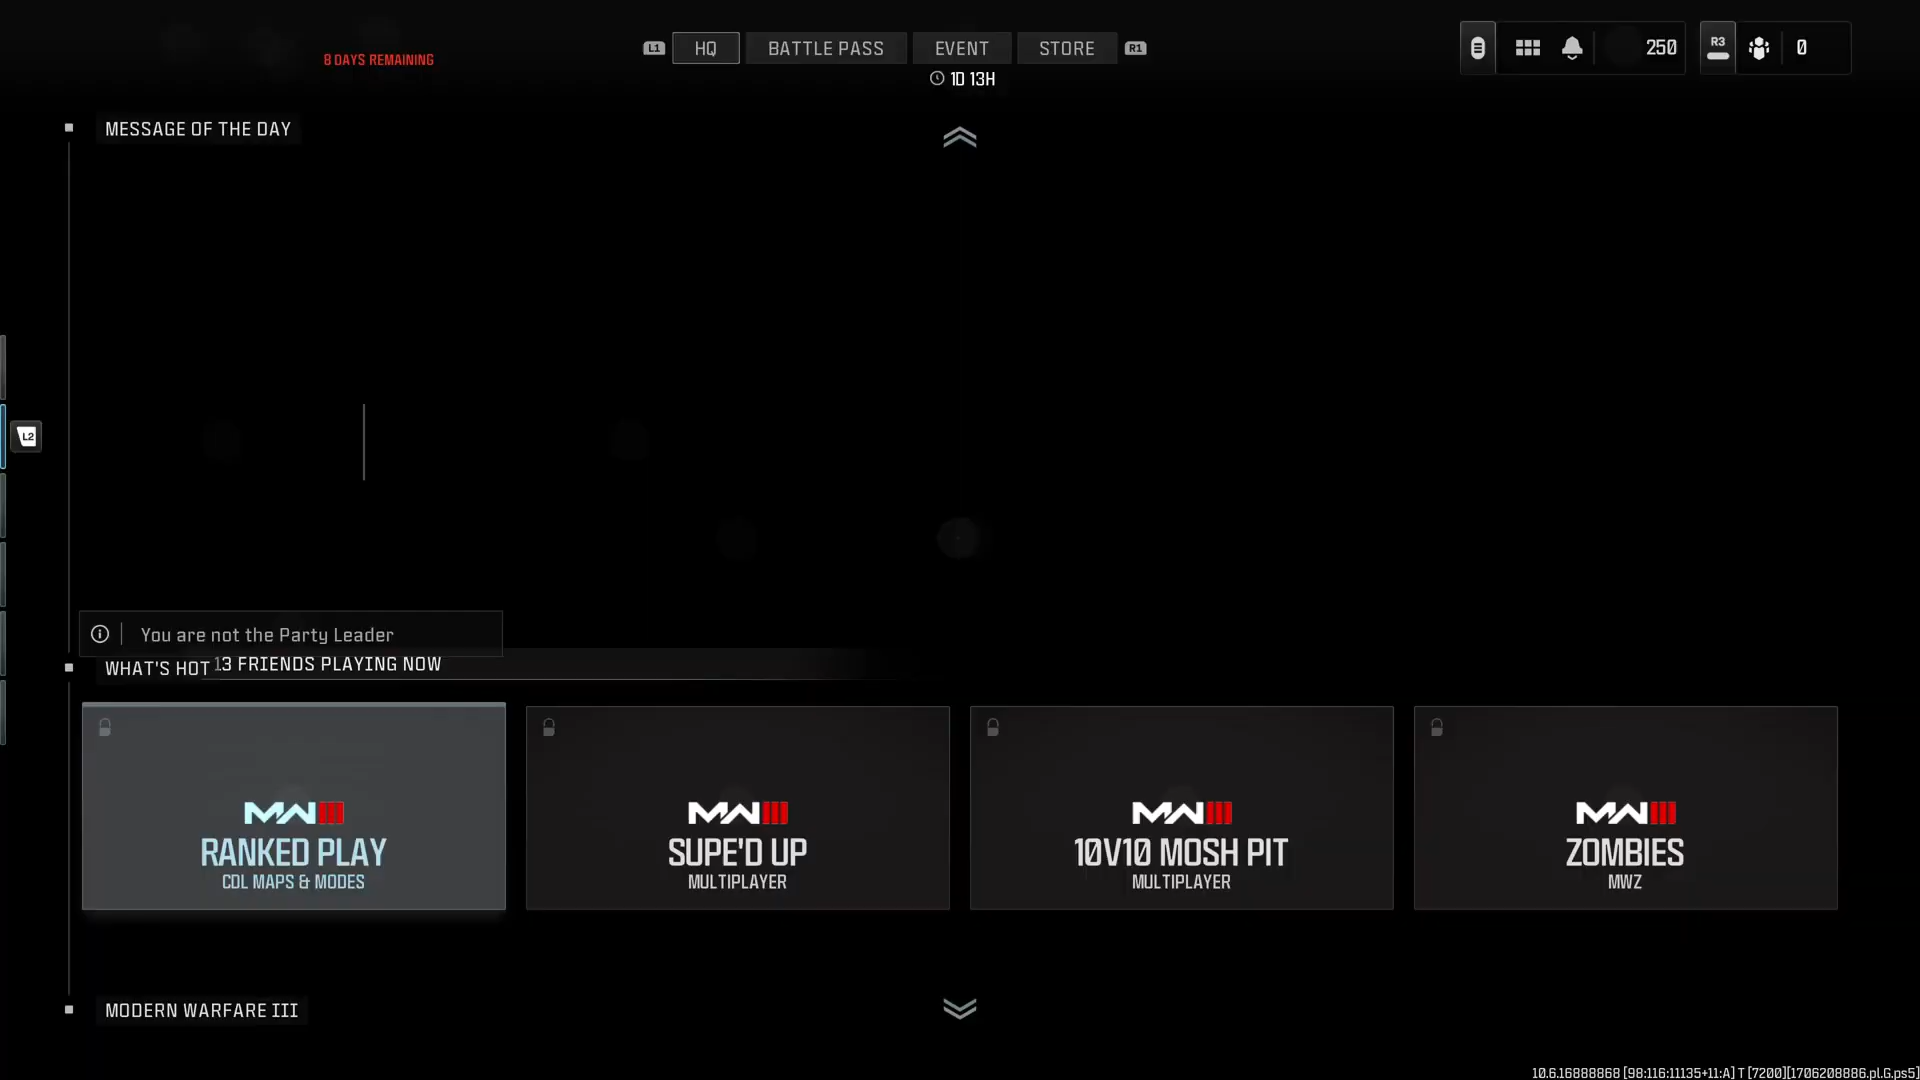 8 DAYS REMAINING
L1 HQ BATTLE PASS EVENT STORE R1
1D 13H
250
R3
0
MESSAGE OF THE DAY
L2
You are not the Party Leader
WHAT'S HOT
13 FRIENDS PLAYING NOW
MWIII
RANKED PLAY
CDL MAPS & MODES
MWIII
SUPE'D UP
MULTIPLAYER
MWIII
10V10 MOSH PIT
MULTIPLAYER
MWIII
ZOMBIES
MWZ
MODERN WARFARE III
10.6.16888868 [98:116:11135+11:A] T [7200][1706208886.pl.G.ps5]